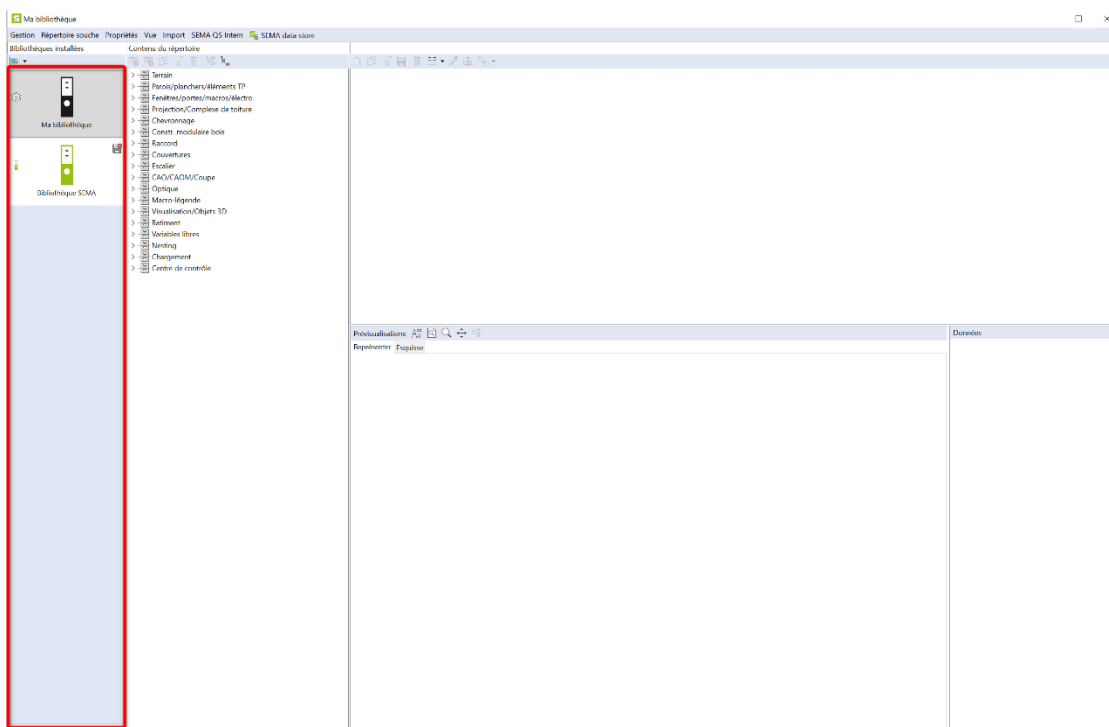 Ma bibliothèque
Gestion Répertoire souche Propriétés Vue Import SEMA QS Intern SEMA data store
Bibliothèques installées Contenu du répertoire
Ma bibliothèque
Bibliothèque SEMA
Terrain
Parois/planchers/éléments TP
Fenêtres/portes/macros/électro
Projection/Complexe de toiture
Chevronnage
Constr. modulaire bois
Raccord
Couvertures
Escalier
CAO/CAOM/Coupe
Optique
Macro-légende
Visualisation/Objets 3D
Batiment
Variables libres
Nesting
Chargement
Centre de contrôle
Prévisualisations Données
Représenter Esquisse